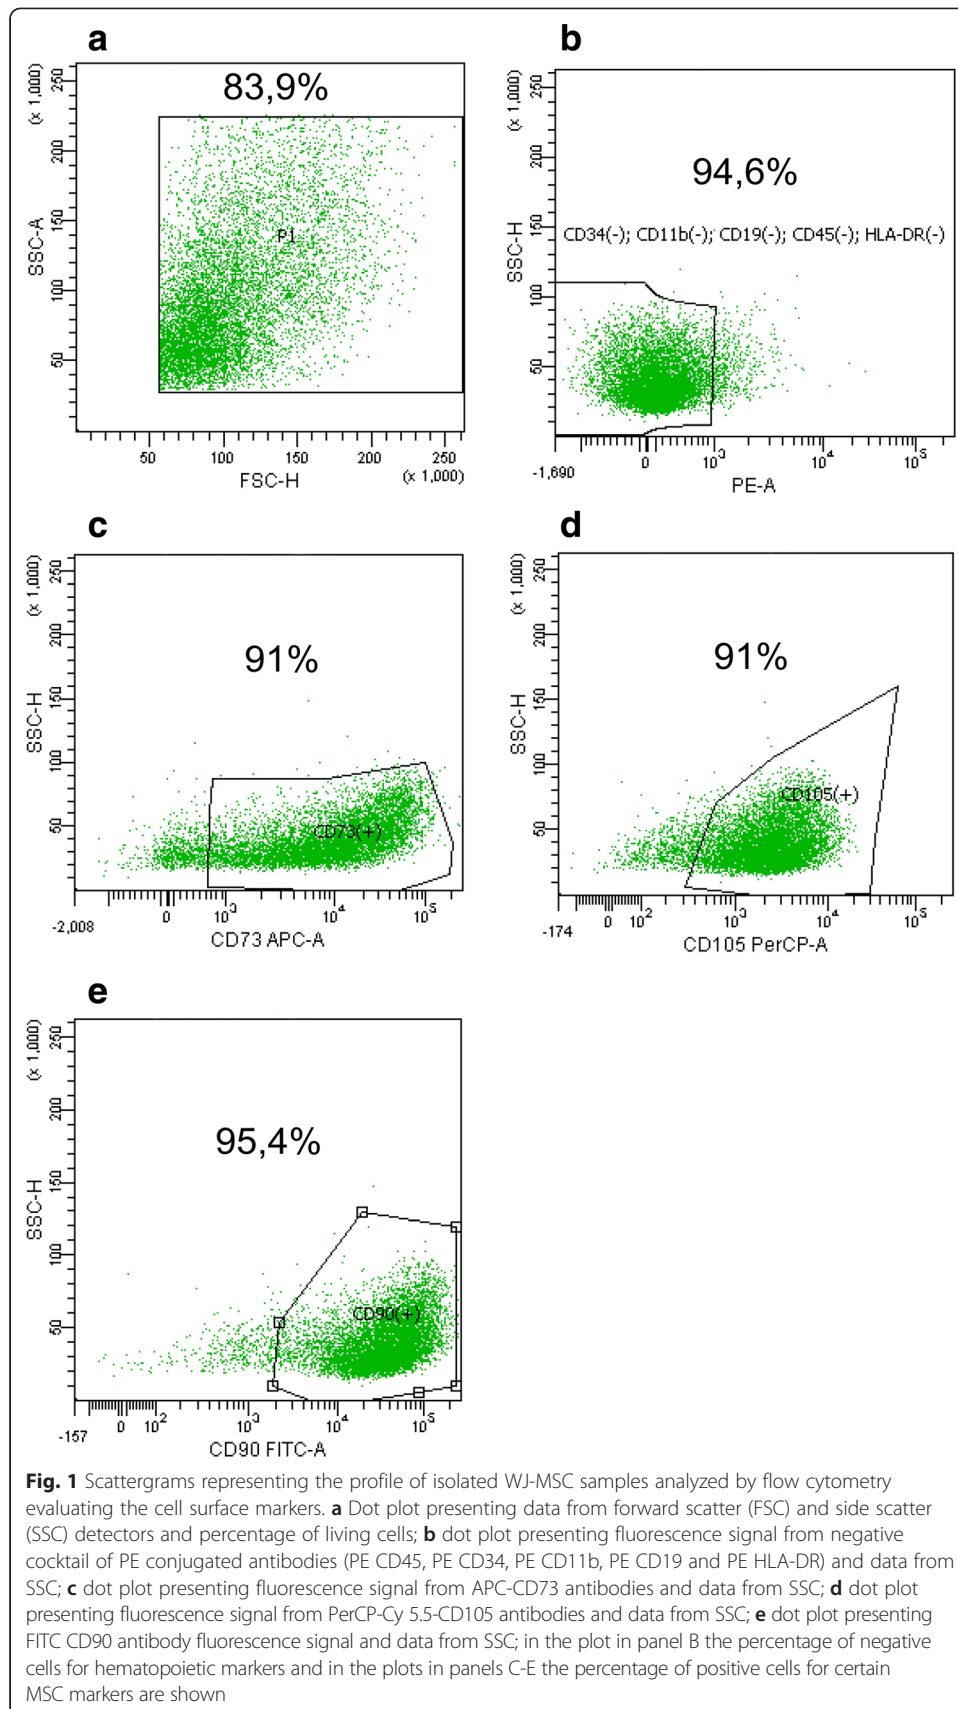 a
83,9%
(x 1,000)
SSC-A
250
200
150
100
50
P1
50 100 150 200 250
FSC-H
(x 1,000)
b
94,6%
(x 1,000)
SSC-H
250
200
150
100
50
CD34(-); CD11b(-); CD19(-); CD45(-); HLA-DR(-)
-1,690 0 10³ 10⁴ 10⁵
PE-A
c
91%
(x 1,000)
SSC-H
250
200
150
100
50
CD73(+)
-2,008 0 10³ 10⁴ 10⁵
CD73 APC-A
d
91%
(x 1,000)
SSC-H
250
200
150
100
50
CD105(+)
-174 0 10² 10³ 10⁴ 10⁵
CD105 PerCP-A
e
95,4%
(x 1,000)
SSC-H
250
200
150
100
50
CD90(+)
-157 0 10² 10³ 10⁴ 10⁵
CD90 FITC-A
Fig. 1 Scattergrams representing the profile of isolated WJ-MSC samples analyzed by flow cytometry
evaluating the cell surface markers. a Dot plot presenting data from forward scatter (FSC) and side scatter
(SSC) detectors and percentage of living cells; b dot plot presenting fluorescence signal from negative
cocktail of PE conjugated antibodies (PE CD45, PE CD34, PE CD11b, PE CD19 and PE HLA-DR) and data from
SSC; c dot plot presenting fluorescence signal from APC-CD73 antibodies and data from SSC; d dot plot
presenting fluorescence signal from PerCP-Cy 5.5-CD105 antibodies and data from SSC; e dot plot presenting
FITC CD90 antibody fluorescence signal and data from SSC; in the plot in panel B the percentage of negative
cells for hematopoietic markers and in the plots in panels C-E the percentage of positive cells for certain
MSC markers are shown